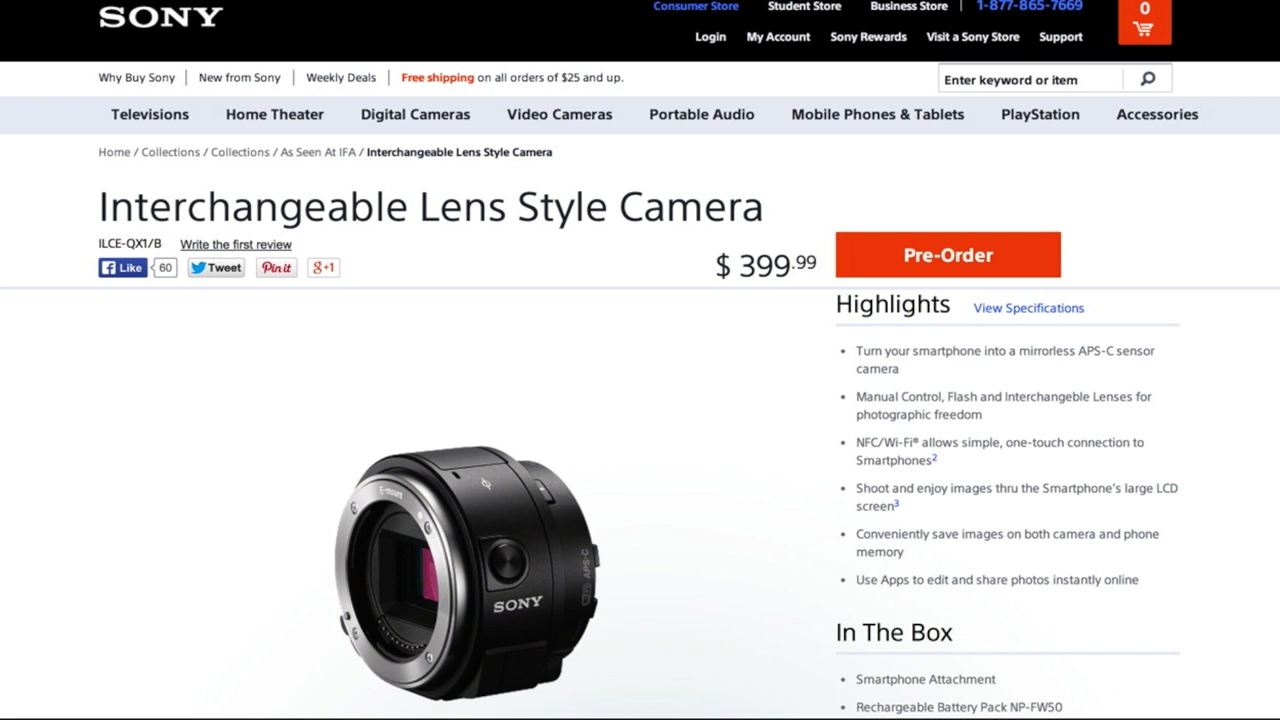 SONY
Consumer Store Student Store Business Store | 1-877-865-7669
0
Login My Account Sony Rewards Visit a Sony Store Support
Why Buy Sony | New from Sony | Weekly Deals | Free shipping on all orders of $25 and up.
Enter keyword or item
Televisions Home Theater Digital Cameras Video Cameras Portable Audio Mobile Phones & Tablets PlayStation Accessories
Home / Collections / Collections / As Seen At IFA / Interchangeable Lens Style Camera
Interchangeable Lens Style Camera
ILCE-QX1/B Write the first review
Like 60 Tweet Pin it g+1
$ 399.99
Pre-Order
Highlights View Specifications
• Turn your smartphone into a mirrorless APS-C sensor
camera
• Manual Control, Flash and Interchangeble Lenses for
photographic freedom
• NFC/Wi-Fi® allows simple, one-touch connection to
Smartphones2
• Shoot and enjoy images thru the Smartphone's large LCD
screen3
• Conveniently save images on both camera and phone
memory
• Use Apps to edit and share photos instantly online
In The Box
• Smartphone Attachment
• Rechargeable Battery Pack NP-FW50
E-mount
SONY
APS-C